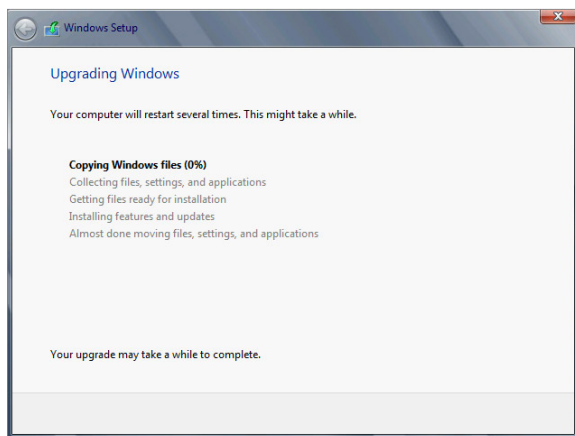 Windows Setup
Upgrading Windows
Your computer will restart several times. This might take a while.
Copying Windows files (0%)
Collecting files, settings, and applications
Getting files ready for installation
Installing features and updates
Almost done moving files, settings, and applications
Your upgrade may take a while to complete.